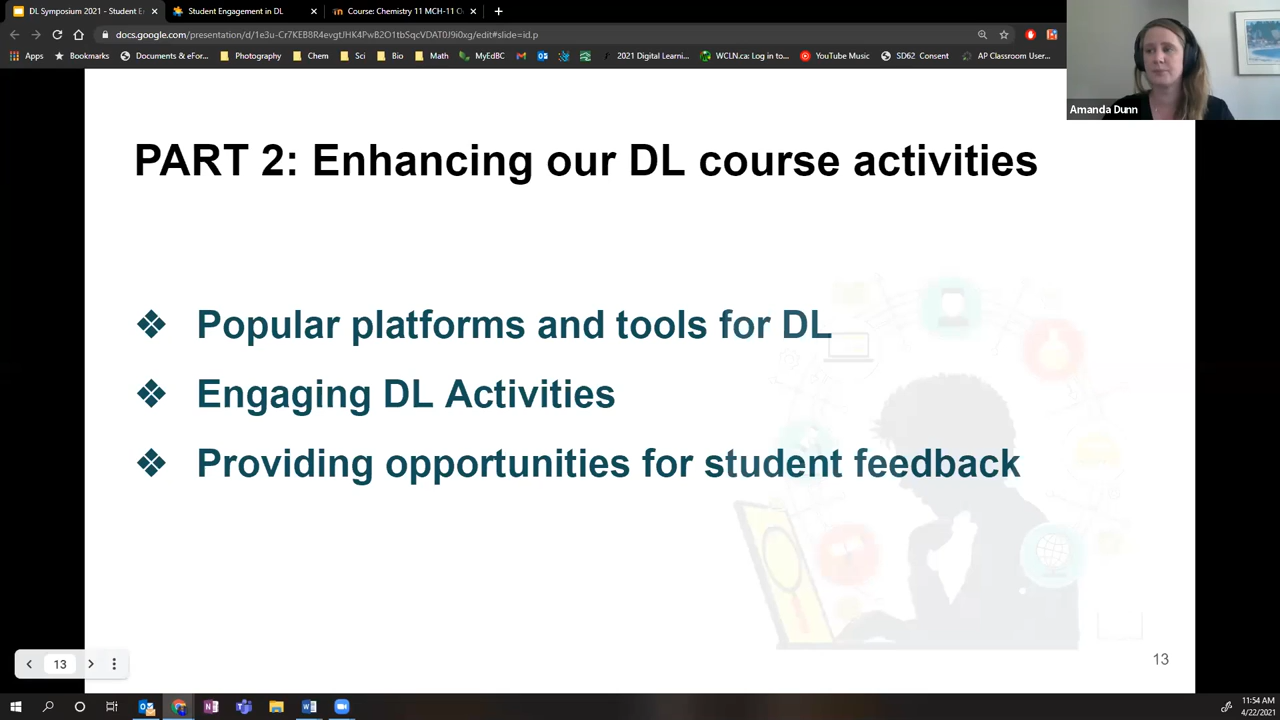 DL Symposium 2021 - Student E
Student Engagement in DL
Course: Chemistry 11 MCH-11 O
docs.google.com/presentation/d/1e3u-Cr7KEB8R4evgtJHK4PwB2O1tbSqcVDAT0J9i0xg/edit#slide=id.p
Apps
Bookmarks
Documents & eFor...
Photography
Chem
Sci
Bio
Math
MyEdBC
2021 Digital Learni...
WCLN.ca: Log in to...
YouTube Music
SD62 Consent
AP Classroom User...
Amanda Dunn
PART 2: Enhancing our DL course activities
❖ Popular platforms and tools for DL
❖ Engaging DL Activities
❖ Providing opportunities for student feedback
13
13
11:54 AM
4/22/2021